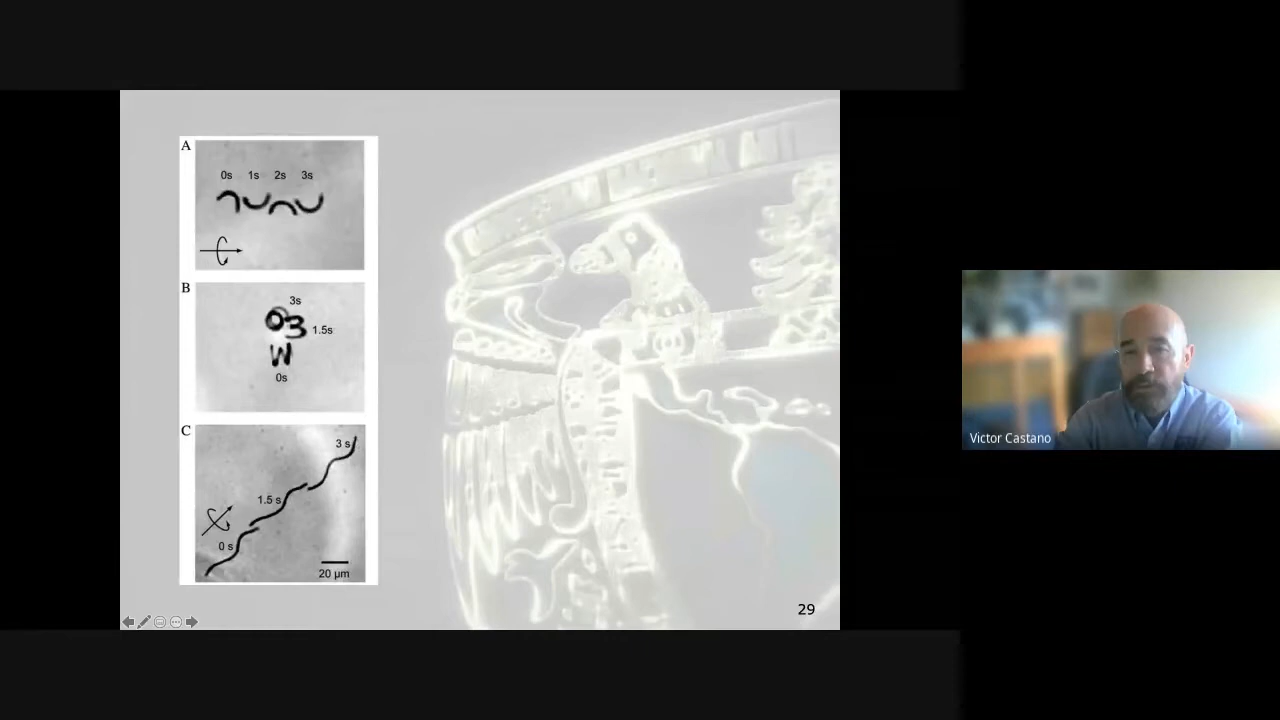 A
0s 1s 2s 3s
B
3s
1.5s
0s
C
3 s
1.5 s
0 s
20 µm
29
Victor Castano